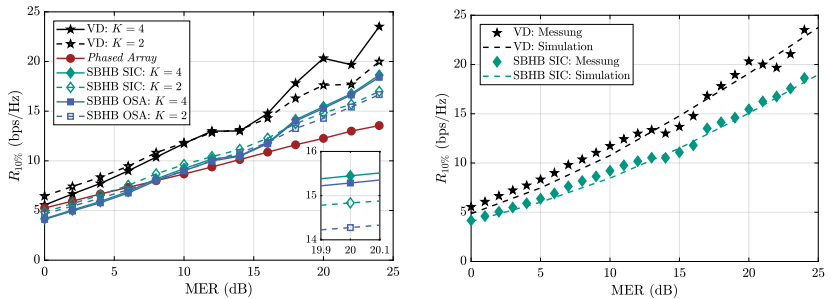 25
20
15
10
5
0
0
5
10
15
20
25
R10% (bps/Hz)
MER (dB)
VD: K = 4
VD: K = 2
Phased Array
SBHB SIC: K = 4
SBHB SIC: K = 2
SBHB OSA: K = 4
SBHB OSA: K = 2
16
15
14
19.9
20
20.1
25
20
15
10
5
0
0
5
10
15
20
25
R10% (bps/Hz)
MER (dB)
VD: Messung
VD: Simulation
SBHB SIC: Messung
SBHB SIC: Simulation